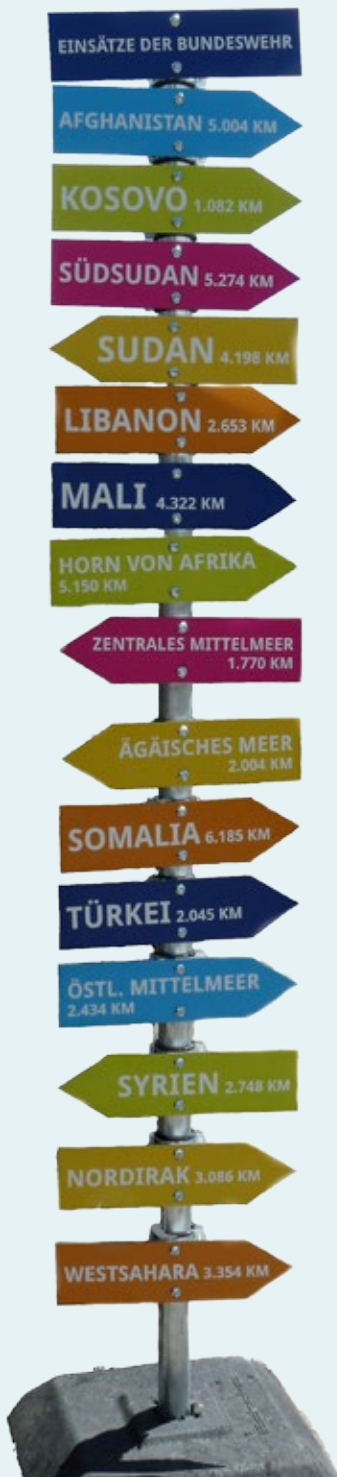 EINSÄTZE DER BUNDESWEHR
AFGHANISTAN 5.004 KM
KOSOVO 1.082 KM
SÜDSUDAN 5.274 KM
SUDAN 4.198 KM
LIBANON 2.653 KM
MALI 4.322 KM
HORN VON AFRIKA
5.150 KM
ZENTRALES MITTELMEER
1.770 KM
ÄGÄISCHES MEER
2.004 KM
SOMALIA 6.185 KM
TÜRKEI 2.045 KM
ÖSTL. MITTELMEER
2.434 KM
SYRIEN 2.748 KM
NORDIRAK 3.086 KM
WESTSAHARA 3.354 KM